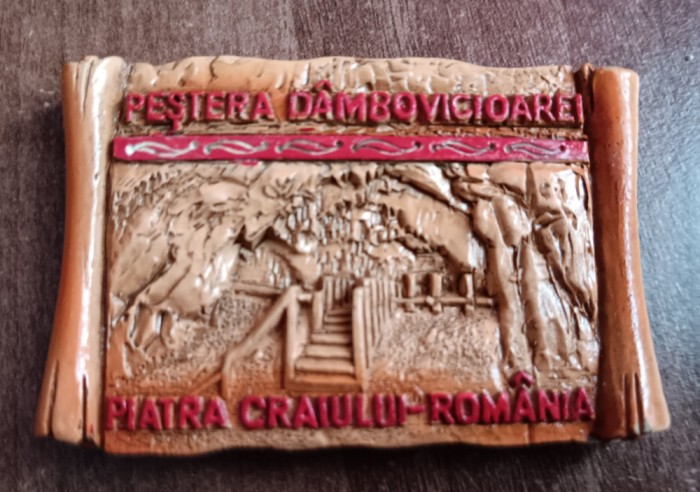 PEȘTERA DÂMBOVICIOAREI
PIATRA CRAIULUI-ROMÂNIA